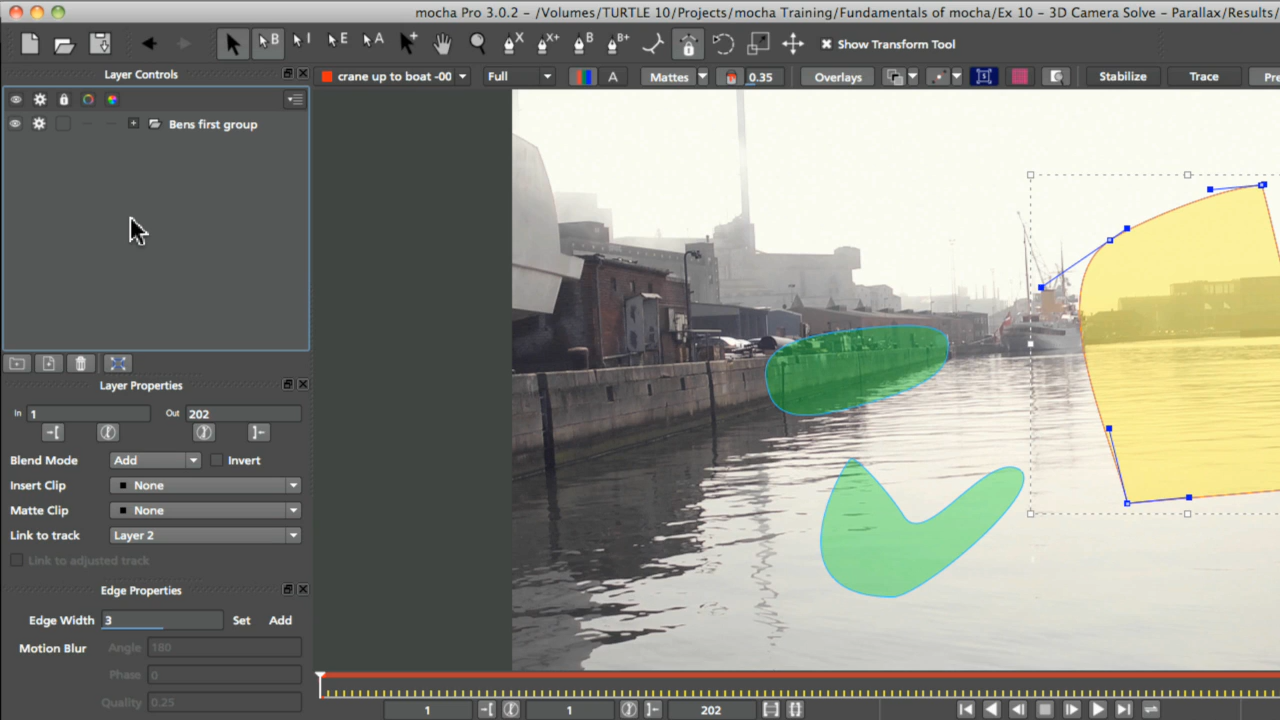 mocha Pro 3.0.2 - /Volumes/TURTLE 10/Projects/mocha Training/Fundamentals of mocha/Ex 10 - 3D Camera Solve - Parallax/Results/
X X+ B B+ Show Transform Tool
B I E A
Layer Controls
crane up to boat -00 Full A Mattes 0.35 Overlays Stabilize Trace
Bens first group
Layer Properties
In 1 Out 202
Blend Mode Add Invert
Insert Clip None
Matte Clip None
Link to track Layer 2
Link to adjusted track
Edge Properties
Edge Width 3 Set Add
Motion Blur Angle 180
Phase 0
Quality 0.25
1 1 202